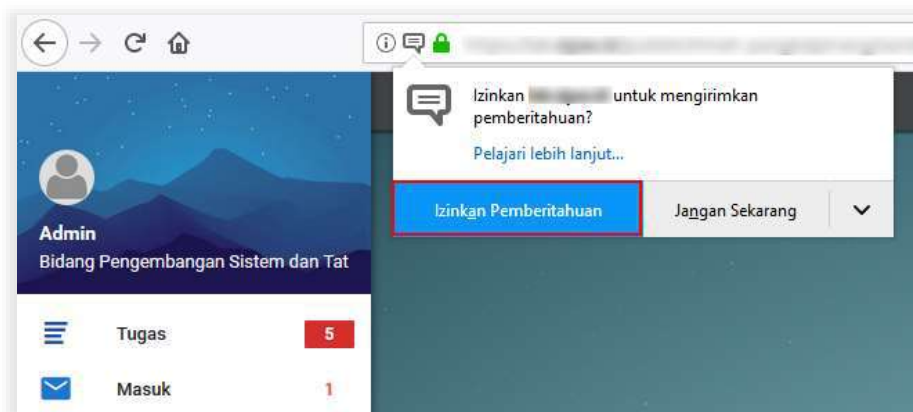 Izinkan untuk mengirimkan
pemberitahuan?
Pelajari lebih lanjut...
Izinkan Pemberitahuan
Jangan Sekarang
Admin
Bidang Pengembangan Sistem dan Tat
Tugas 5
Masuk 1